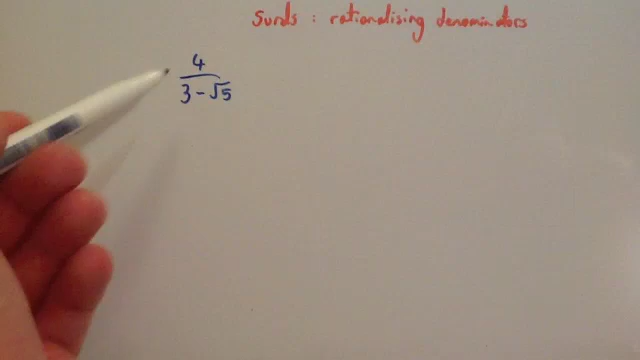 Surds : rationalising denominators
4
3 - √5